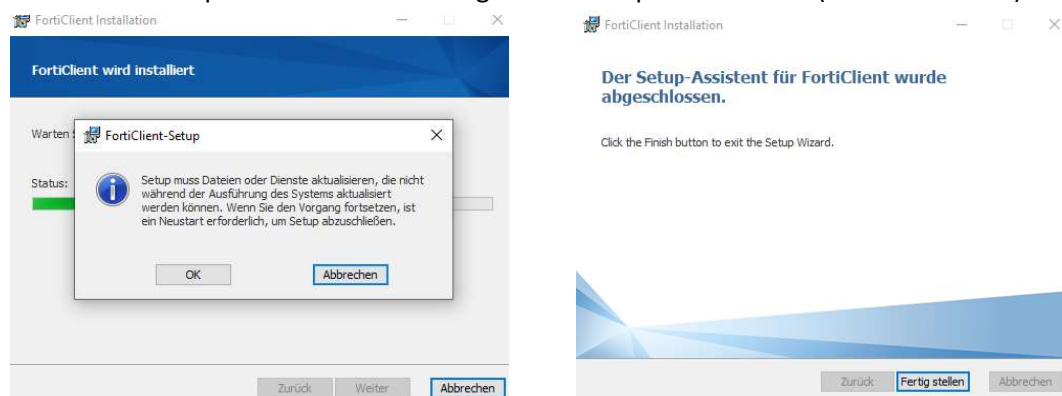 FortiClient Installation
FortiClient wird installiert
Warten
FortiClient-Setup
Status:
Setup muss Dateien oder Dienste aktualisieren, die nicht
während der Ausführung des Systems aktualisiert
werden können. Wenn Sie den Vorgang fortsetzen, ist
ein Neustart erforderlich, um Setup abzuschließen.
OK
Abbrechen
Zurück
Weiter
Abbrechen
FortiClient Installation
Der Setup-Assistent für FortiClient wurde
abgeschlossen.
Click the Finish button to exit the Setup Wizard.
Zurück
Fertig stellen
Abbrechen